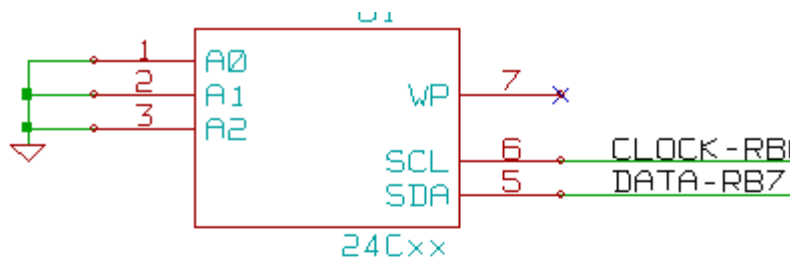 1
A0
2
A1
3
A2
WP
7
SCL
6
CLOCK-RB
SDA
5
DATA-RB7
24Cxx